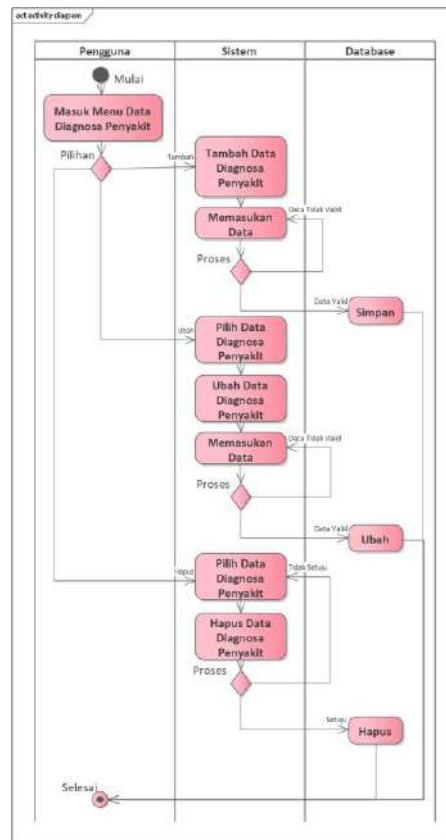 act activity diagram
Pengguna
Sistem
Database
Mulai
Masuk Menu Data
Diagnosa Penyakit
Pilihan
Tambah
Tambah Data
Diagnosa
Penyakit
Memasukan
Data
Data Tidak Valid
Proses
Data Valid
Simpan
Ubah
Pilih Data
Diagnosa
Penyakit
Ubah Data
Diagnosa
Penyakit
Memasukan
Data
Data Tidak Valid
Proses
Data Valid
Ubah
Hapus
Pilih Data
Diagnosa
Penyakit
Tidak Setuju
Hapus Data
Diagnosa
Penyakit
Proses
Setuju
Hapus
Selesai